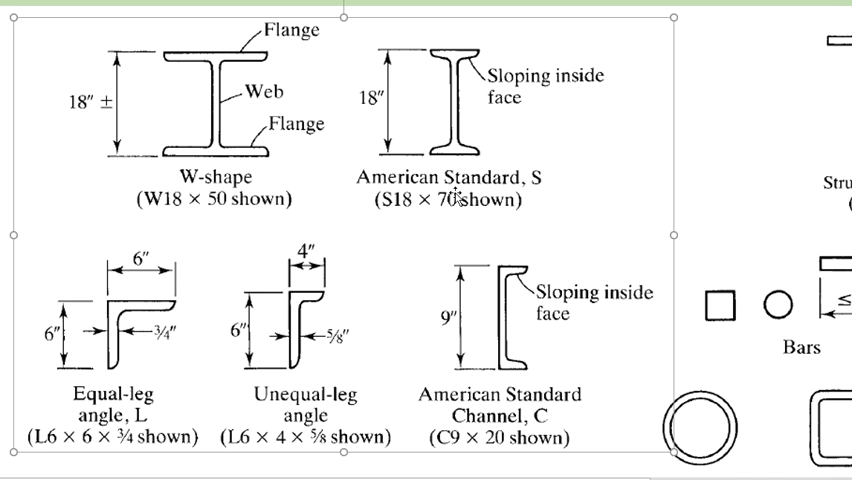 Flange
18" ±
Web
Flange
W-shape
(W18 × 50 shown)
18"
Sloping inside
face
American Standard, S
(S18 × 70 shown)
6"
6"
3/4"
Equal-leg
angle, L
(L6 × 6 × 3/4 shown)
4"
6"
5/8"
Unequal-leg
angle
(L6 × 4 × 5/8 shown)
9"
Sloping inside
face
American Standard
Channel, C
(C9 × 20 shown)
Stru
(
≤
Bars